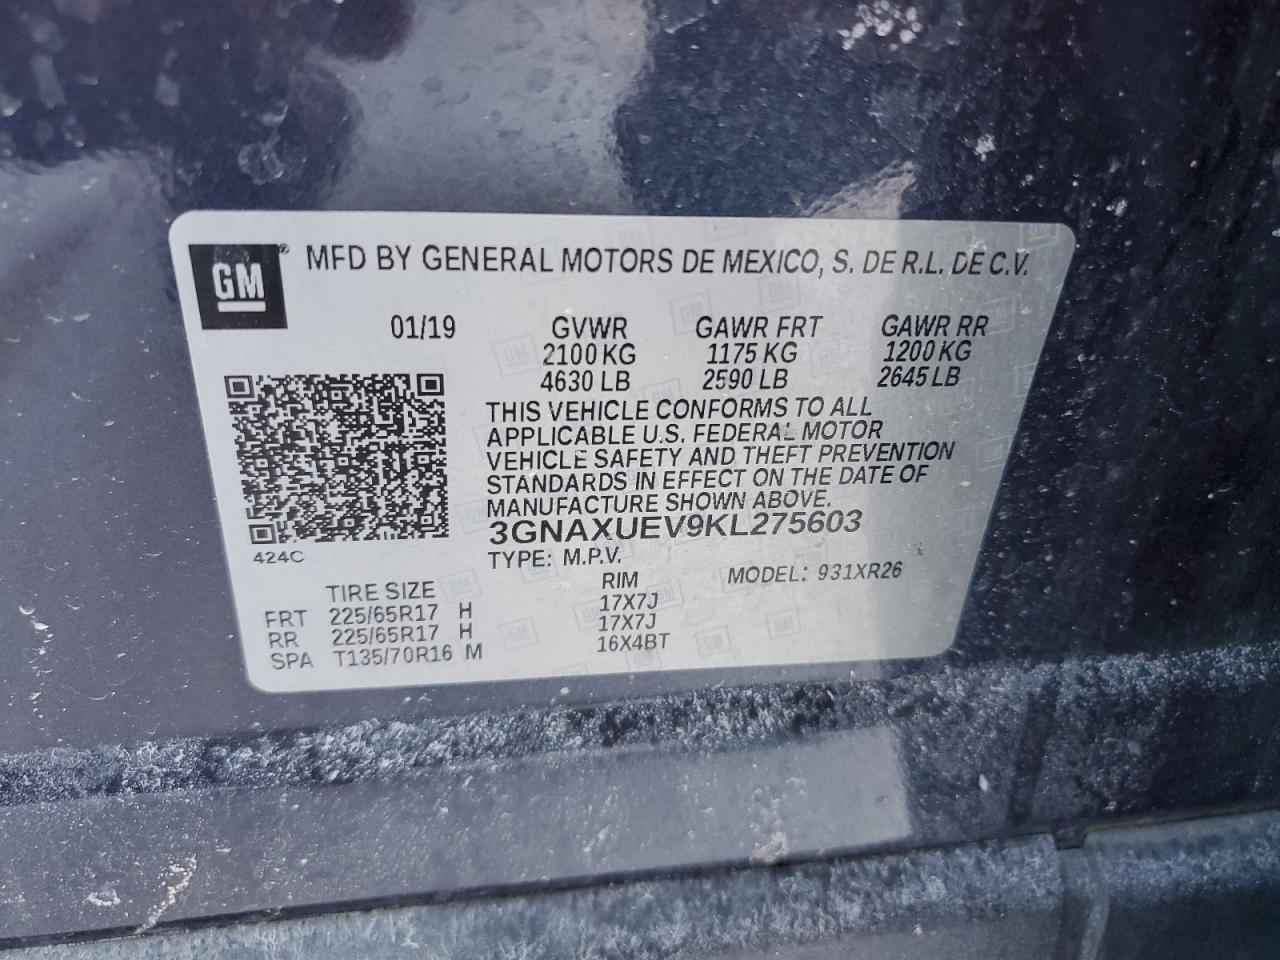 GM® MFD BY GENERAL MOTORS DE MEXICO, S. DE R.L. DE C.V.
01/19 GVWR GAWR FRT GAWR RR
2100 KG 1175 KG 1200 KG
4630 LB 2590 LB 2645 LB
THIS VEHICLE CONFORMS TO ALL
APPLICABLE U.S. FEDERAL MOTOR
VEHICLE SAFETY AND THEFT PREVENTION
STANDARDS IN EFFECT ON THE DATE OF
MANUFACTURE SHOWN ABOVE.
3GNAXUEV9KL275603
424C
TYPE: M.P.V. MODEL: 931XR26
TIRE SIZE RIM
FRT 225/65R17 H 17X7J
RR 225/65R17 H 17X7J
SPA T135/70R16 M 16X4BT